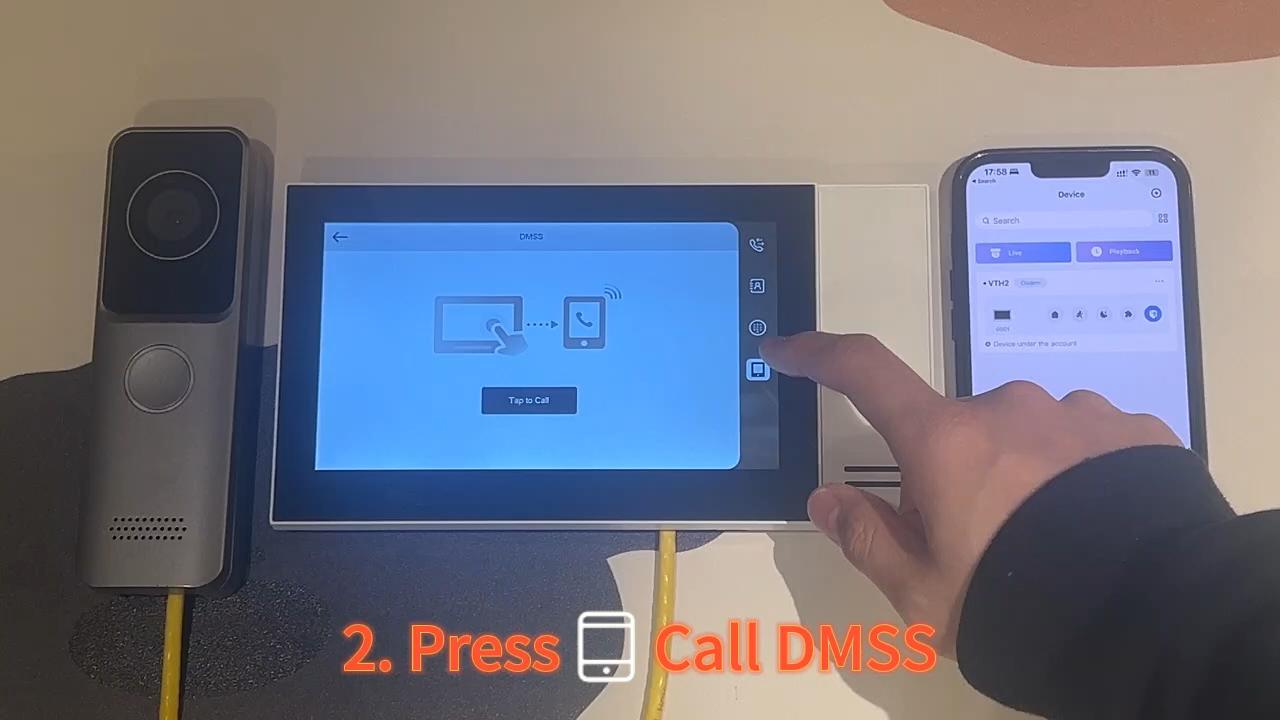 DMSS
Tap to Call
17:58
Search
Device
Search
Live
Playback
VTH2
0001
Device under the account
2. Press Call DMSS